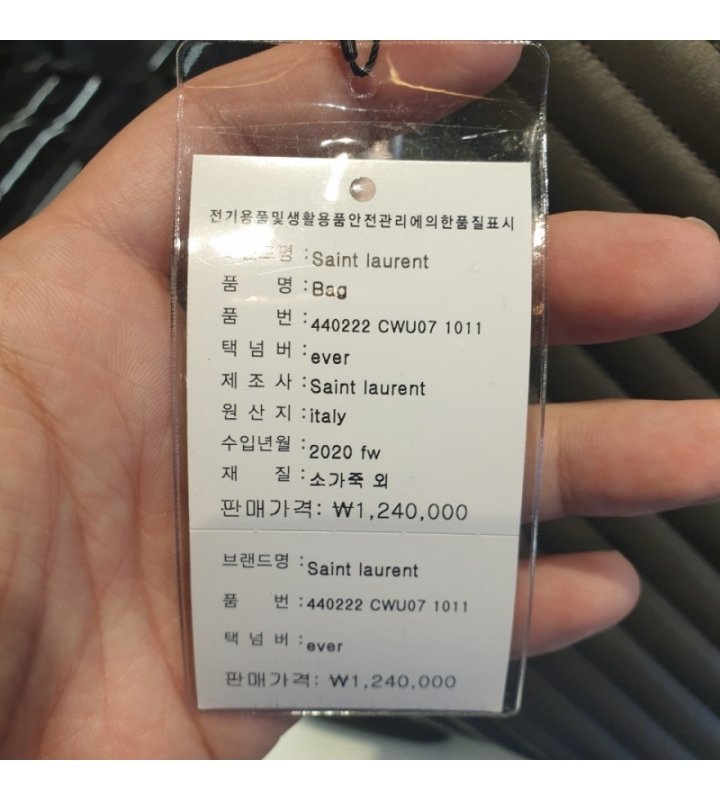 전기용품및생활용품안전관리에의한품질표시
브랜드명 : Saint laurent
품 명 : Bag
품 번 : 440222 CWU07 1011
택 넘 버 : ever
제 조 사 : Saint laurent
원 산 지 : italy
수입년월 : 2020 fw
재 질 : 소가죽 외
판매가격: ₩1,240,000
브랜드명 : Saint laurent
품 번 : 440222 CWU07 1011
택 넘 버 : ever
판매가격: ₩1,240,000